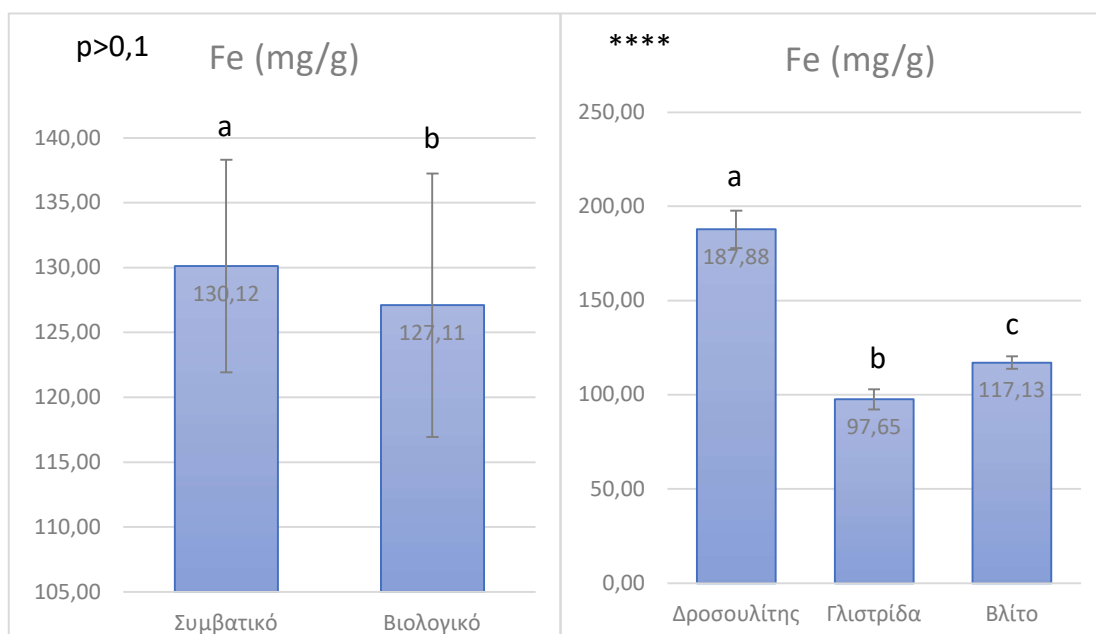 p>0,1
Fe (mg/g)
a
b
140,00
135,00
130,00
125,00
120,00
115,00
110,00
105,00
130,12
127,11
Συμβατικό
Βιολογικό
****
Fe (mg/g)
250,00
200,00
150,00
100,00
50,00
0,00
a
b
c
187,88
97,65
117,13
Δροσουλίτης
Γλιστρίδα
Βλίτο